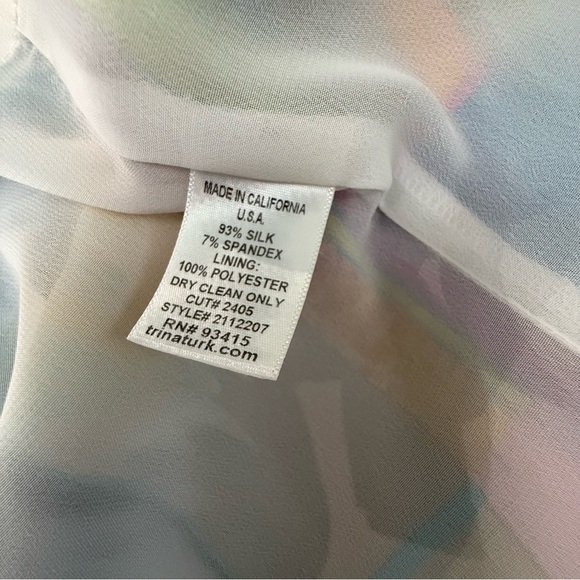 MADE IN CALIFORNIA
U.S.A.
93% SILK
7% SPANDEX
LINING:
100% POLYESTER
DRY CLEAN ONLY
CUT# 2405
STYLE# 2112207
RN# 93415
trinaturk.com